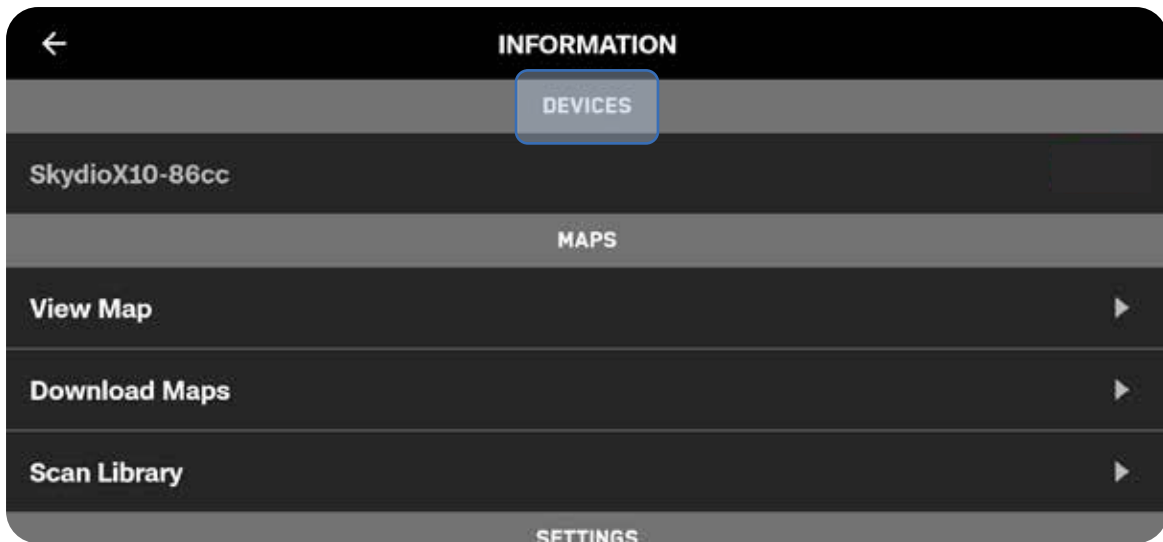 INFORMATION
DEVICES
SkydioX10-86cc
MAPS
View Map
Download Maps
Scan Library
SETTINGS